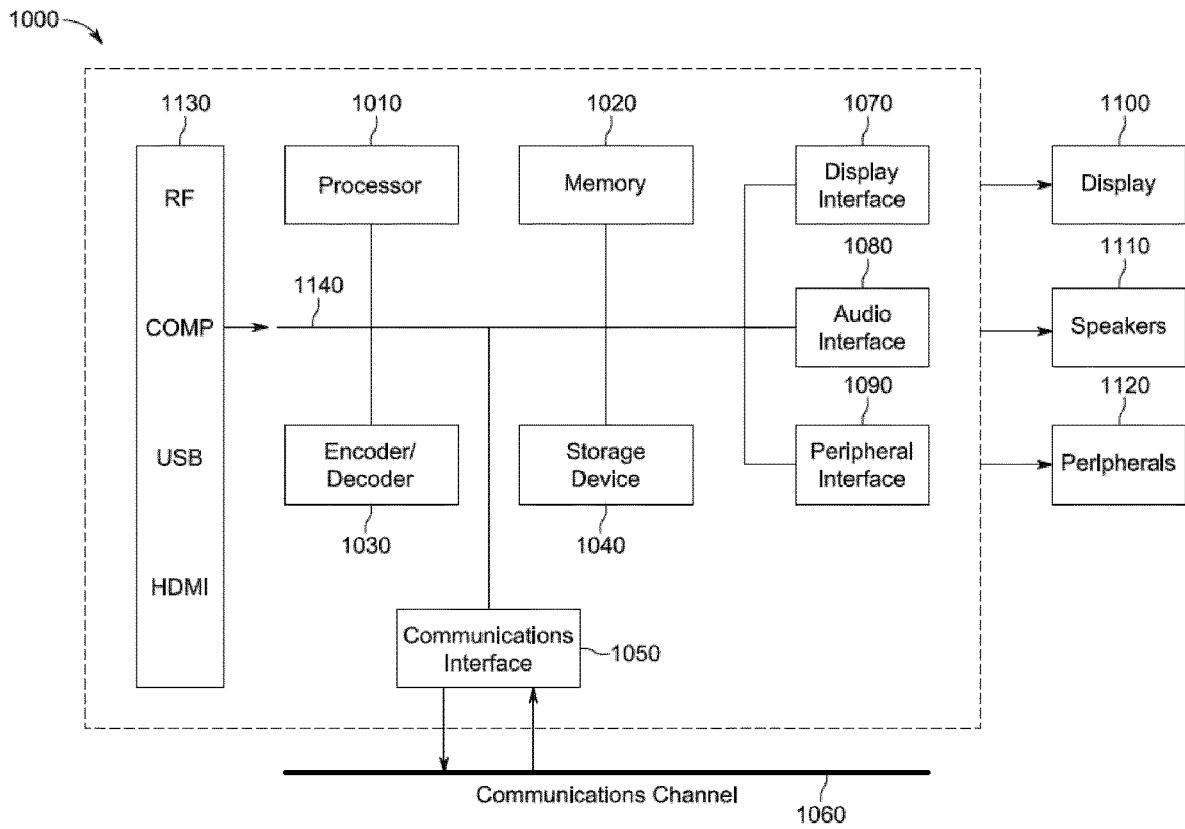 1000
1130
1010
1020
1070
1100
RF
Processor
Memory
Display
Interface
Display
1080
1110
1140
COMP
Audio
Interface
Speakers
1090
1120
USB
Encoder/
Decoder
Storage
Device
Peripheral
Interface
Peripherals
1030
1040
HDMI
Communications
Interface
1050
Communications Channel
1060